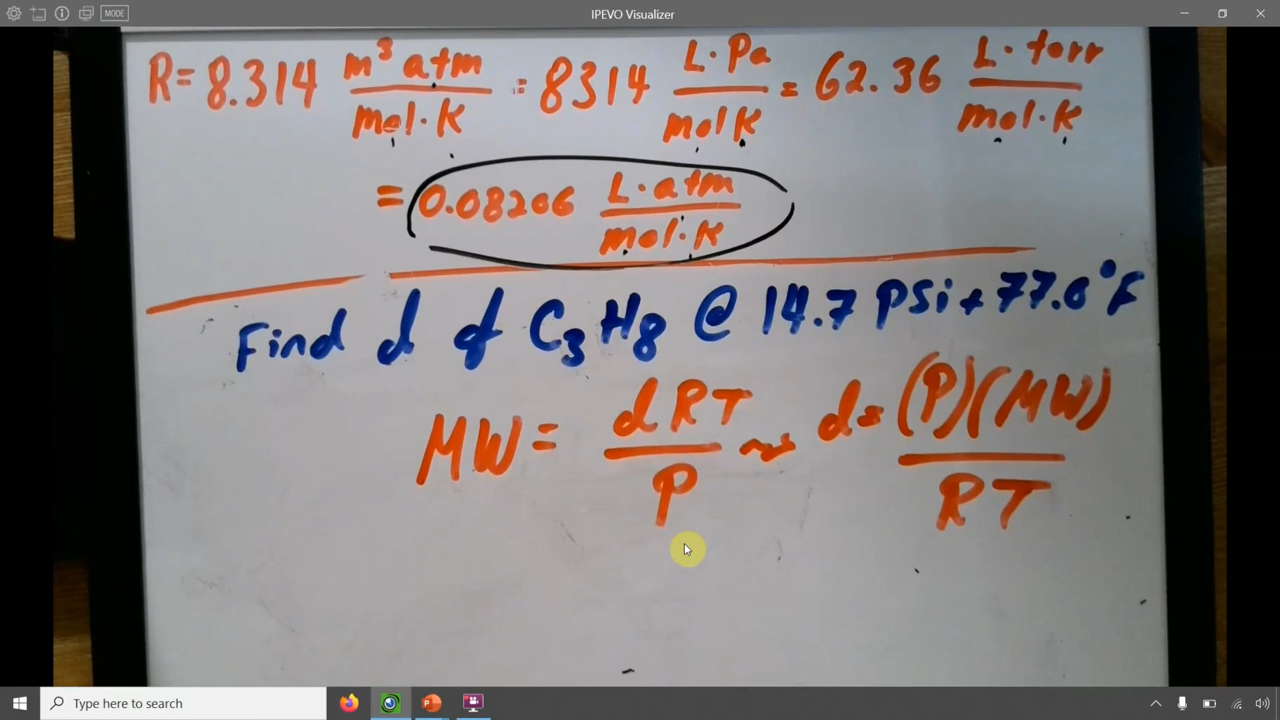 MODE
IPEVO Visualizer
R = 8.314 m³ atm / mol · K = 8314 L · Pa / mol K = 62.36 L · torr / mol · K
= 0.08206 L · atm / mol · K
Find d of C₃H₈ @ 14.7 PSi + 77.0°F
MW = dRT / P ~ d = (P)(MW) / RT
Type here to search